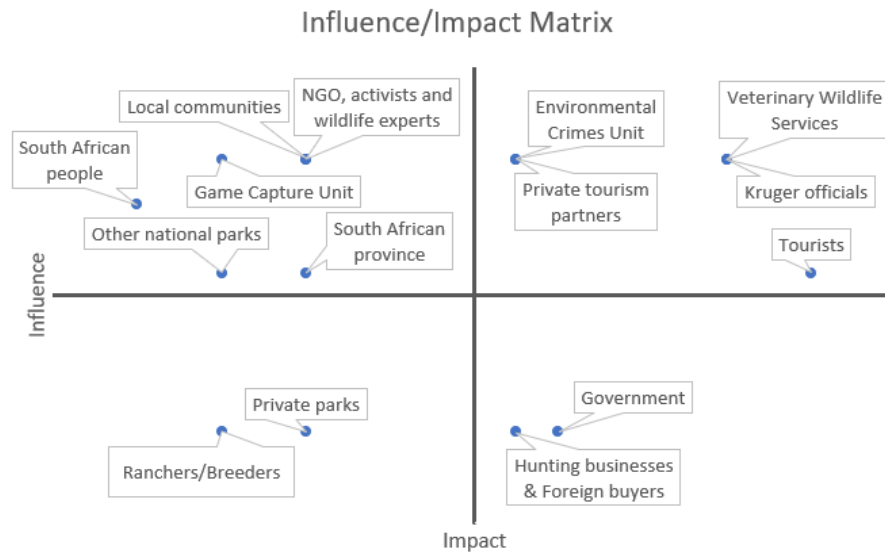 Influence/Impact Matrix
Local communities
NGO, activists and
wildlife experts
Environmental
Crimes Unit
Veterinary Wildlife
Services
South African
people
Game Capture Unit
Private tourism
partners
Kruger officials
Other national parks
South African
province
Tourists
Influence
Private parks
Government
Ranchers/Breeders
Hunting businesses
& Foreign buyers
Impact